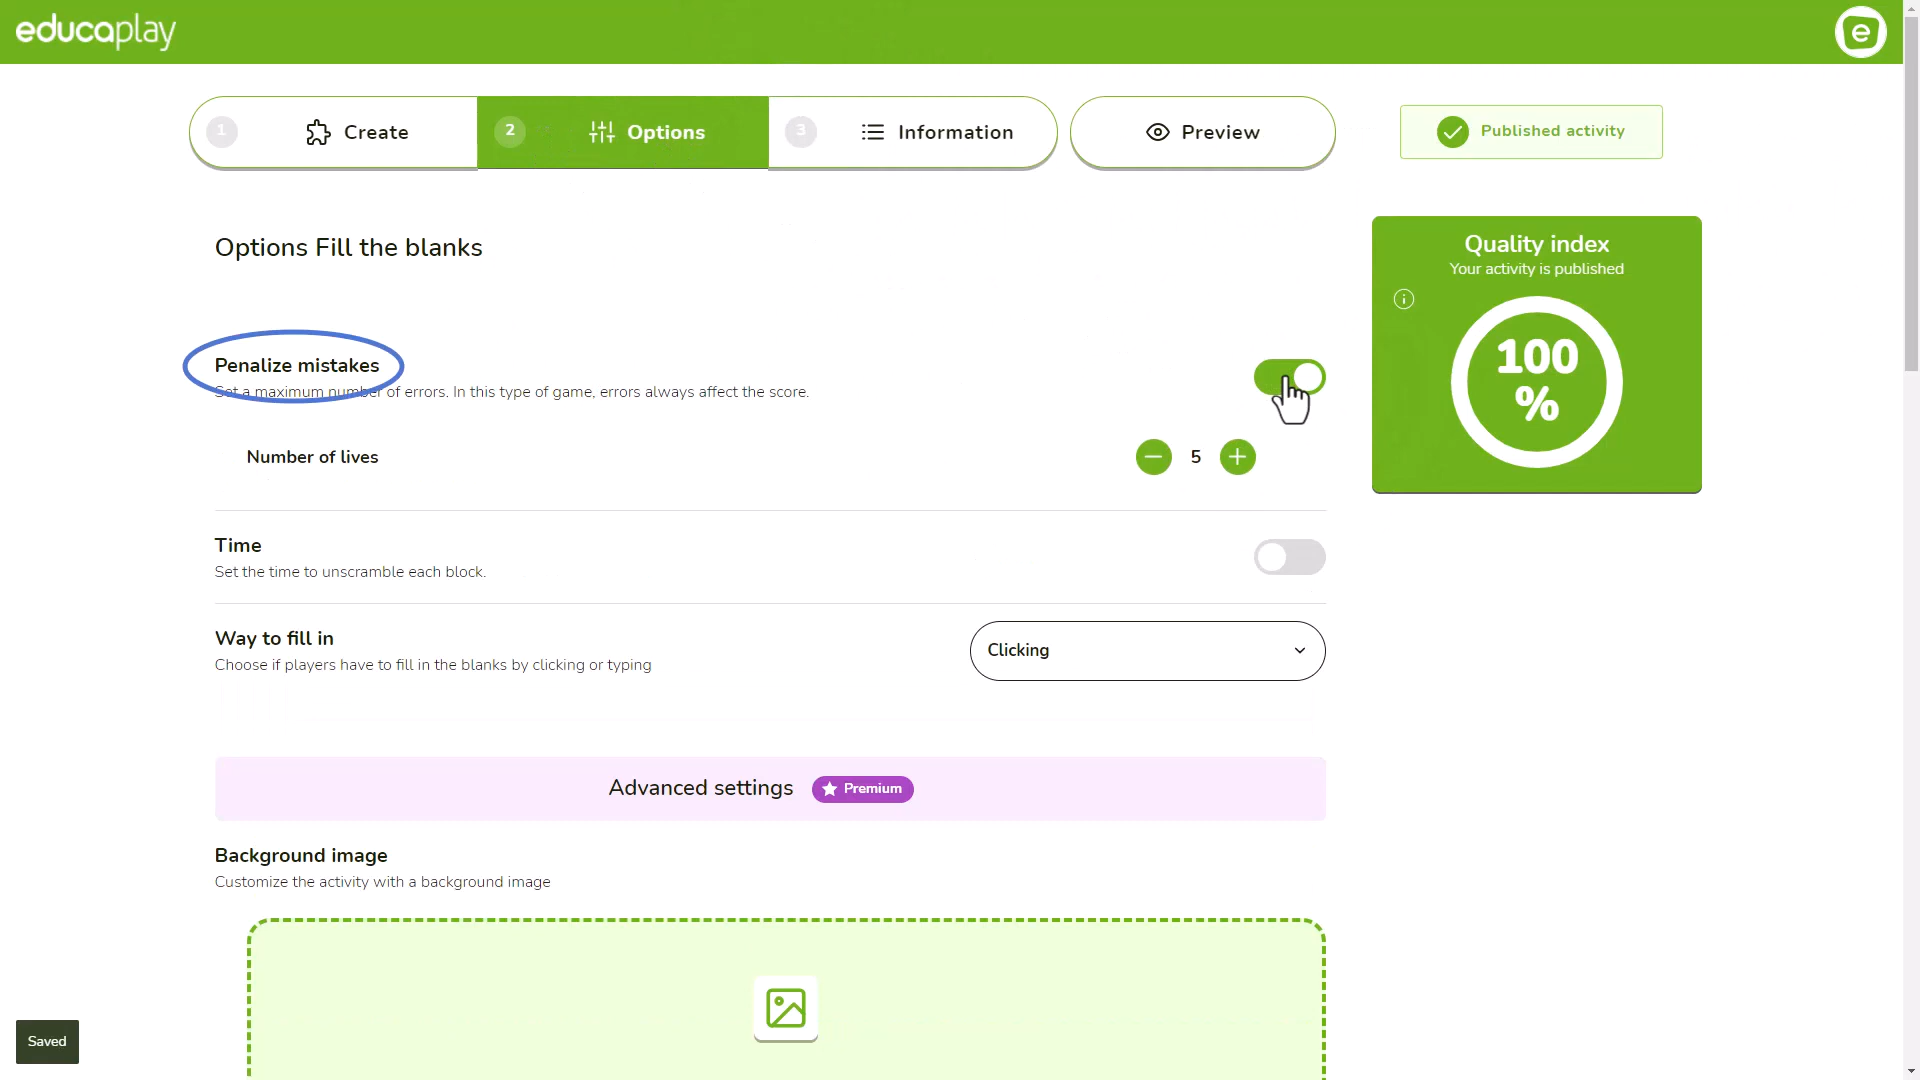 educaplay
e
1 Create
2 Options
3 Information
Preview
Published activity
Options Fill the blanks
Quality index
Your activity is published
i
100
%
Penalize mistakes
Set a maximum number of errors. In this type of game, errors always affect the score.
Number of lives
5
Time
Set the time to unscramble each block.
Way to fill in
Choose if players have to fill in the blanks by clicking or typing
Clicking
Advanced settings
Premium
Background image
Customize the activity with a background image
Saved